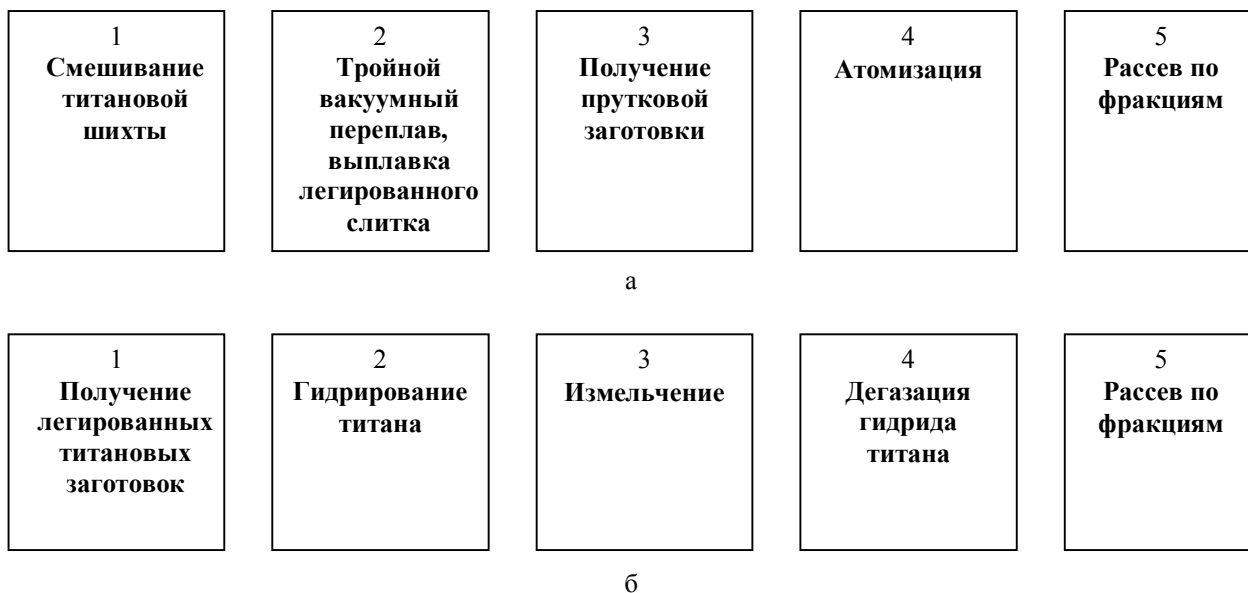 1
Смешивание
титановой
шихты
2
Тройной
вакуумный
переплав,
выплавка
легированного
слитка
3
Получение
прутковой
заготовки
4
Атомизация
5
Рассев по
фракциям
а
1
Получение
легированных
титановых
заготовок
2
Гидрирование
титана
3
Измельчение
4
Дегазация
гидрида
титана
5
Рассев по
фракциям
б